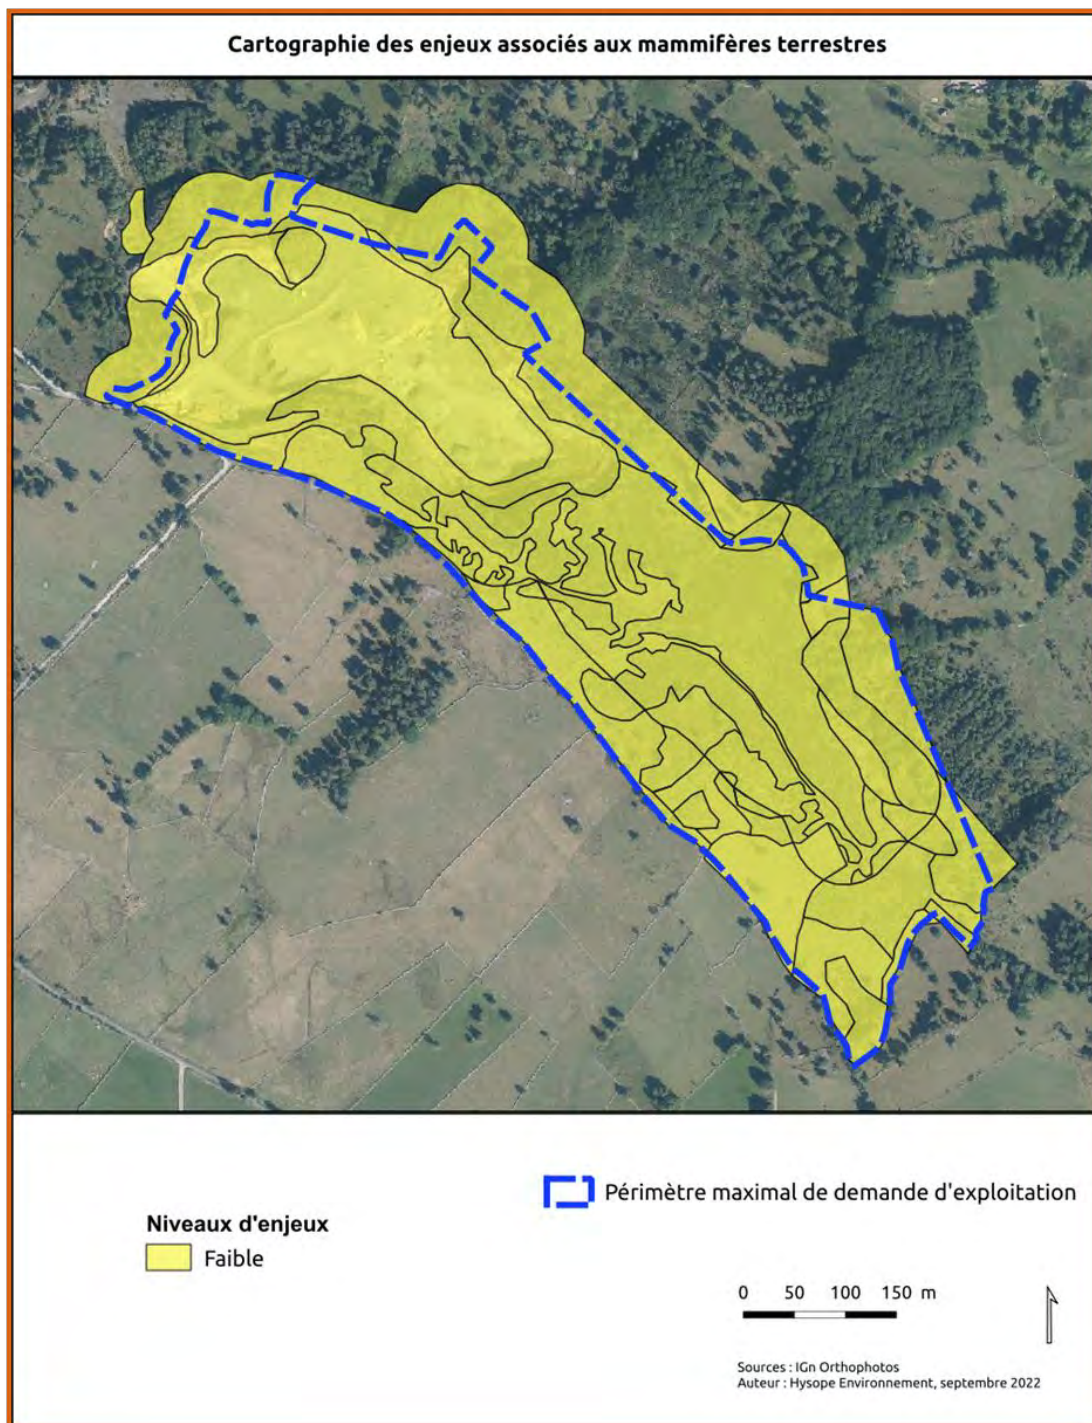 Cartographie des enjeux associés aux mammifères terrestres
Périmètre maximal de demande d'exploitation
Niveaux d'enjeux
Faible
0 50 100 150 m
Sources : IGn Orthophotos
Auteur : Hysope Environnement, septembre 2022